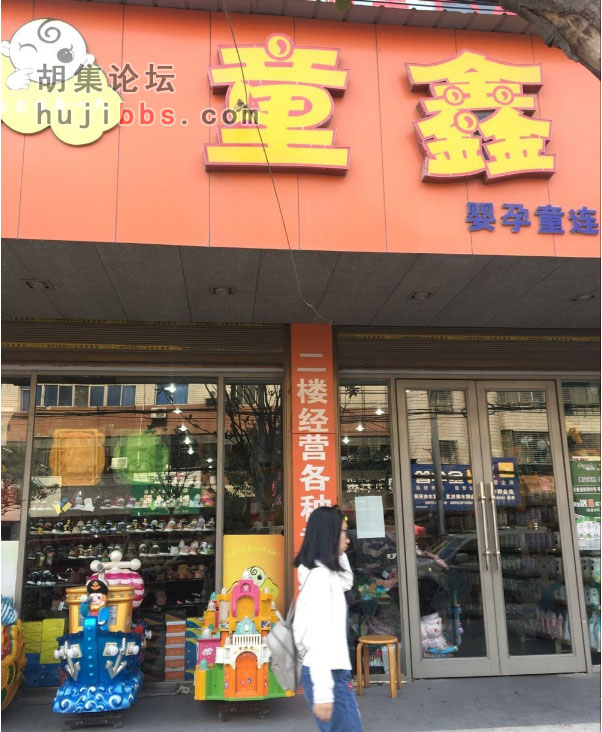 胡集论坛
hujibbs.com
童鑫
婴孕童连
二楼经营各种